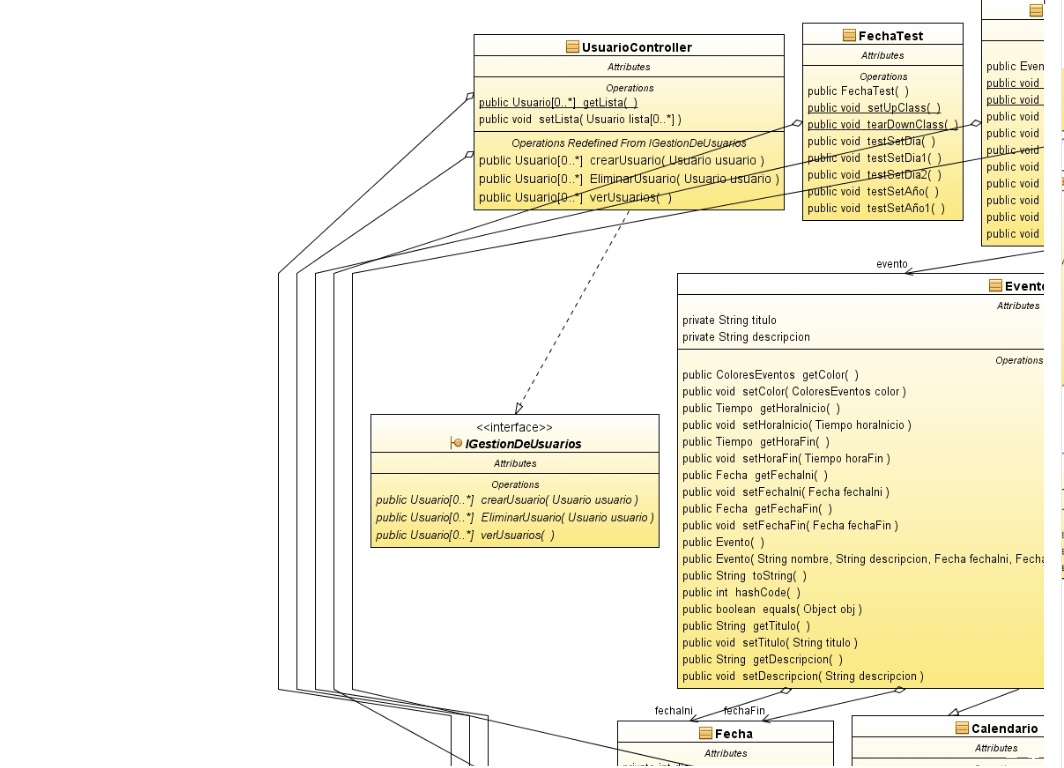 UsuarioController
Attributes
Operations
public Usuario[0..*] getLista( )
public void setLista( Usuario lista[0..*] )
Operations Redefined From IGestionDeUsuarios
public Usuario[0..*] crearUsuario( Usuario usuario )
public Usuario[0..*] EliminarUsuario( Usuario usuario )
public Usuario[0..*] verUsuarios( )
FechaTest
Attributes
Operations
public FechaTest( )
public void setUpClass( )
public void tearDownClass( )
public void testSetDia( )
public void testSetDia1( )
public void testSetDia2( )
public void testSetAño( )
public void testSetAño1( )
public Even
public void
public void
public void
public void
public void
public void
public void
public void
public void
public void
evento
<<interface>>
IGestionDeUsuarios
Attributes
Operations
public Usuario[0..*] crearUsuario( Usuario usuario )
public Usuario[0..*] EliminarUsuario( Usuario usuario )
public Usuario[0..*] verUsuarios( )
Evento
Attributes
private String titulo
private String descripcion
Operations
public ColoresEventos getColor( )
public void setColor( ColoresEventos color )
public Tiempo getHoraInicio( )
public void setHoraInicio( Tiempo horaInicio )
public Tiempo getHoraFin( )
public void setHoraFin( Tiempo horaFin )
public Fecha getFechaIni( )
public void setFechaIni( Fecha fechaIni )
public Fecha getFechaFin( )
public void setFechaFin( Fecha fechaFin )
public Evento( )
public Evento( String nombre, String descripcion, Fecha fechaIni, Fecha
public String toString( )
public int hashCode( )
public boolean equals( Object obj )
public String getTitulo( )
public void setTitulo( String titulo )
public String getDescripcion( )
public void setDescripcion( String descripcion )
fechaIni
fechaFin
Fecha
Attributes
Calendario
Attributes